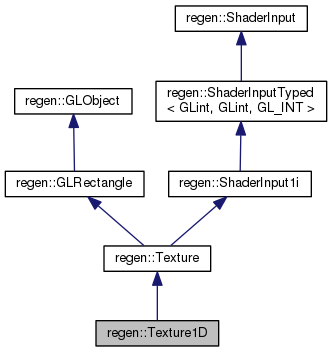 regen::ShaderInput
regen::ShaderInputTyped
< GLint, GLint, GL_INT >
regen::GLObject
regen::GLRectangle
regen::ShaderInput1i
regen::Texture
regen::Texture1D